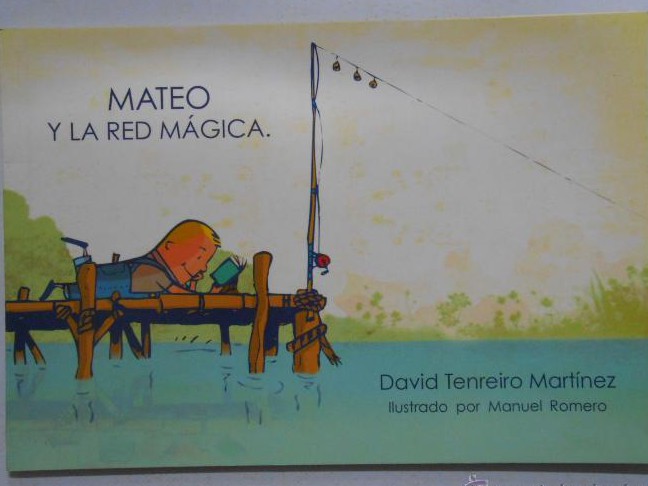 MATEO
Y LA RED MÁGICA.
David Tenreiro Martínez
Ilustrado por Manuel Romero